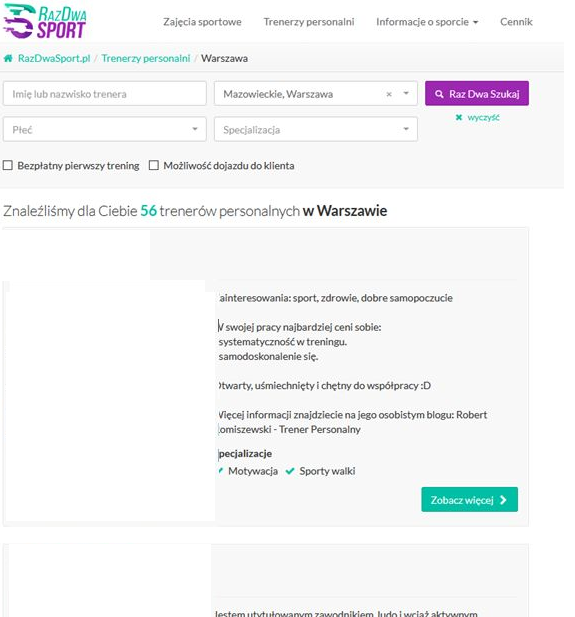 RazDwa
SPORT
Zajęcia sportowe Trenerzy personalni Informacje o sporcie Cennik
RazDwaSport.pl / Trenerzy personalni / Warszawa
Imię lub nazwisko trenera Mazowieckie, Warszawa × Raz Dwa Szukaj
wyczyść
Płeć Specjalizacja
Bezpłatny pierwszy trening Możliwość dojazdu do klienta
Znaleźliśmy dla Ciebie 56 trenerów personalnych w Warszawie
ainteresowania: sport, zdrowie, dobre samopoczucie
W swojej pracy najbardziej ceni sobie:
systematyczność w treningu.
samodoskonalenie się.
Otwarty, uśmiechnięty i chętny do współpracy :D
Więcej informacji znajdziecie na jego osobistym blogu: Robert
omiszewski - Trener Personalny
pecjalizacje
Motywacja Sporty walki
Zobacz więcej
Jestem utytułowanym zawodnikiem Judo i wciąż aktywnym